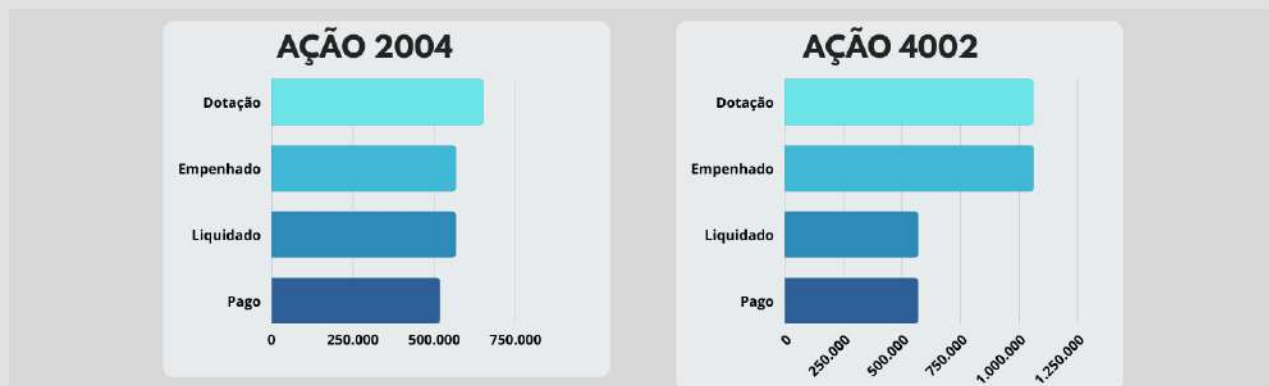 AÇÃO 2004
Dotação
Empenhado
Liquidado
Pago
0 250.000 500.000 750.000
AÇÃO 4002
Dotação
Empenhado
Liquidado
Pago
0 250.000 500.000 750.000 1.000.000 1.250.000